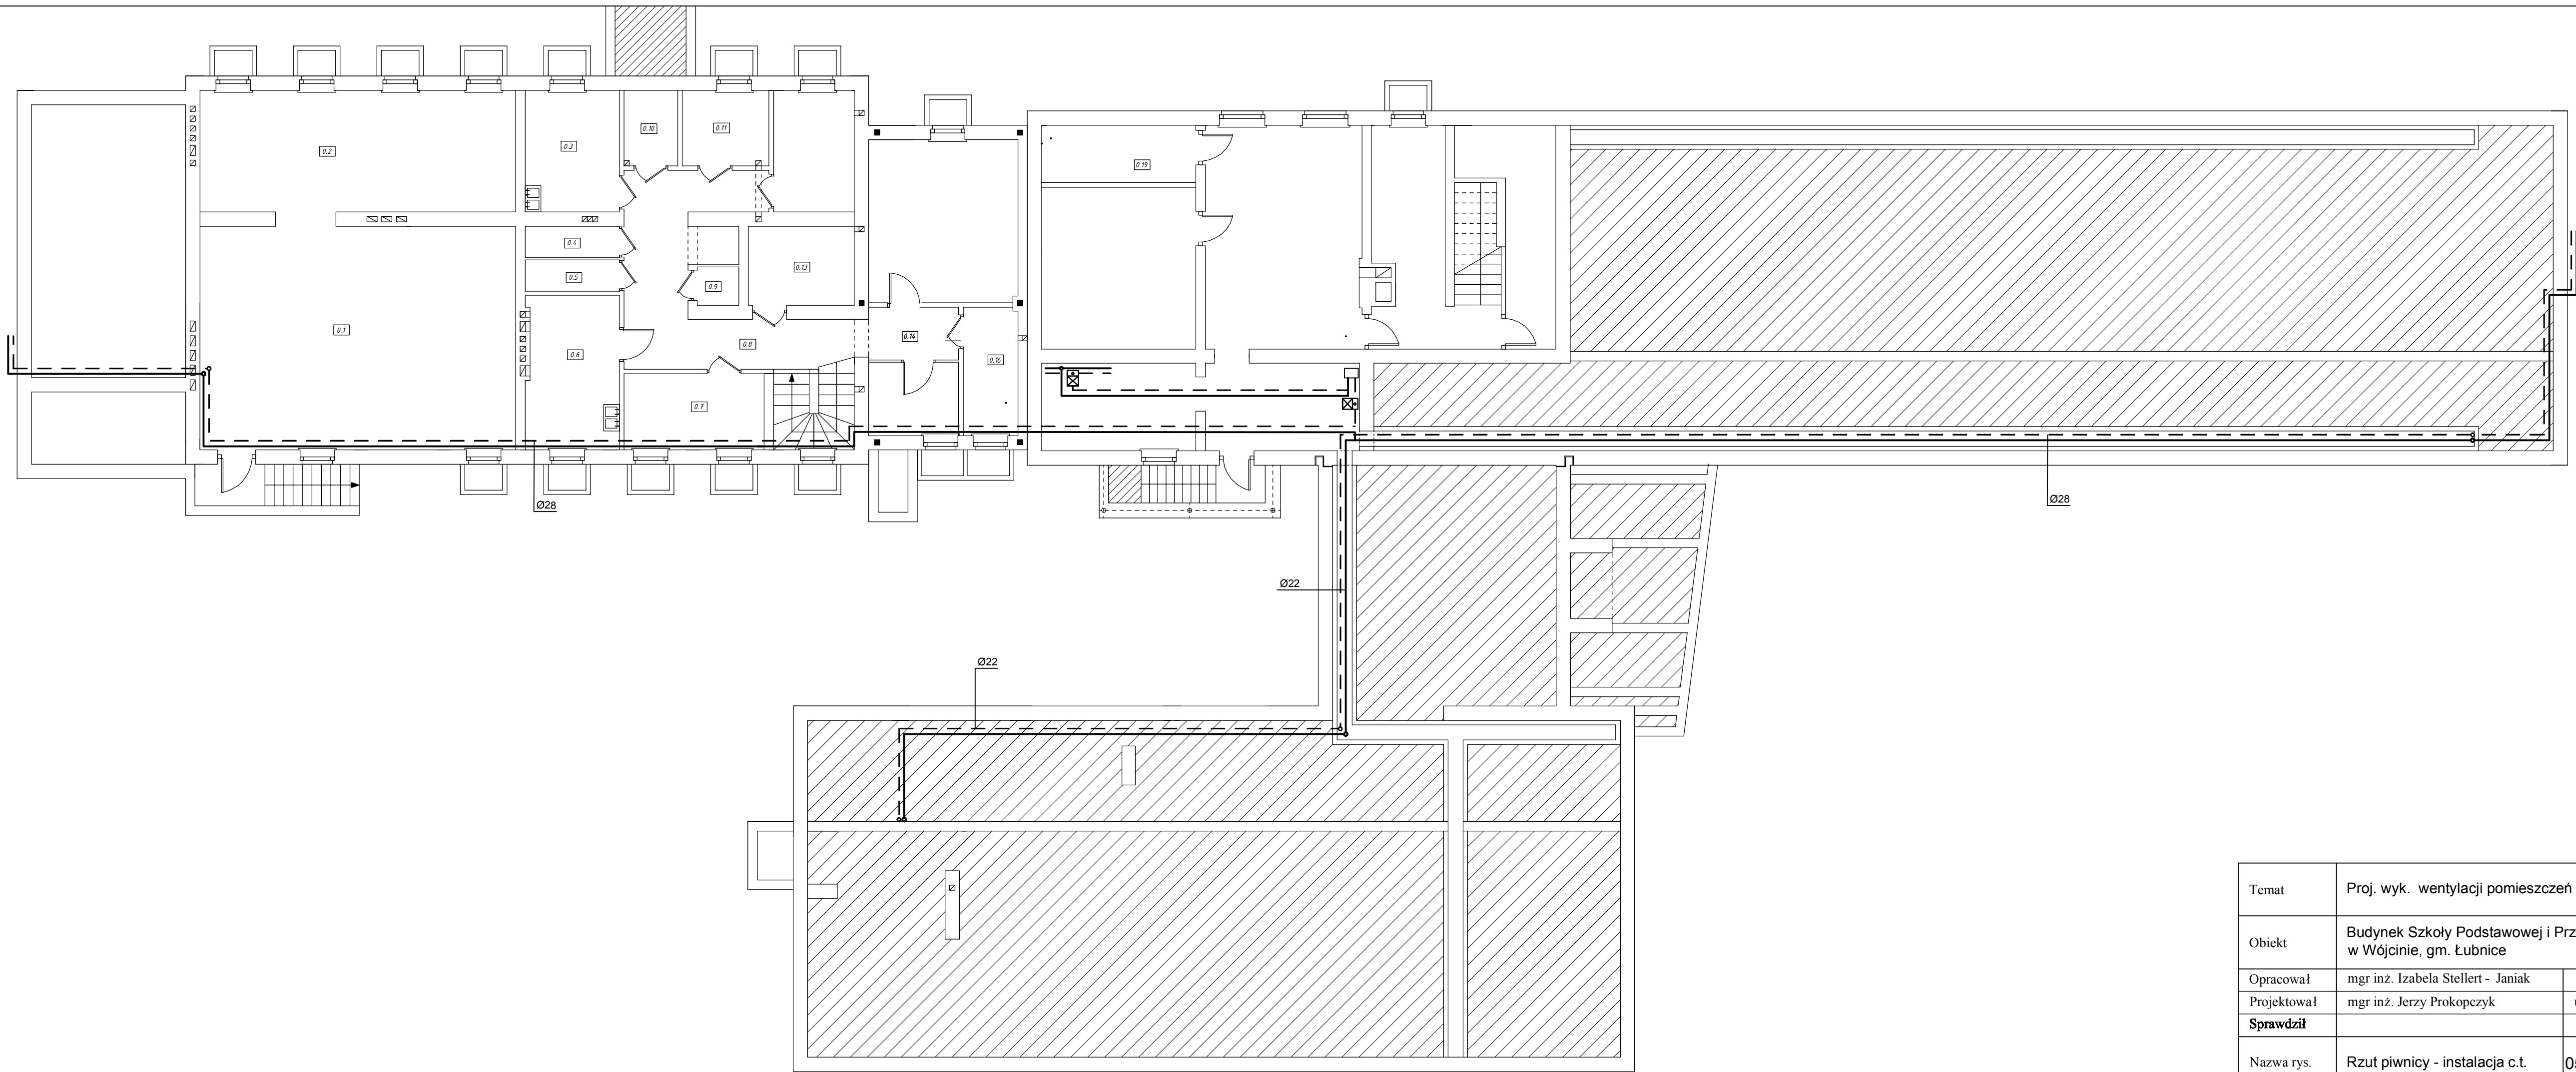 0.2
0.3
0.10
0.11
0.19
0.4
0.5
0.9
0.13
0.1
0.6
0.8
0.14
0.16
0.7
Ø28
Ø28
Ø22
Ø22
Temat Proj. wyk. wentylacji pomieszczeń
Obiekt Budynek Szkoły Podstawowej i
w Wójcinie, gm. Łubnice
Opracował mgr inż. Izabela Stellert - Janiak
Projektował mgr inż. Jerzy Prokopczyk
Sprawdził
Nazwa rys. Rzut piwnicy - instalacja c.t.